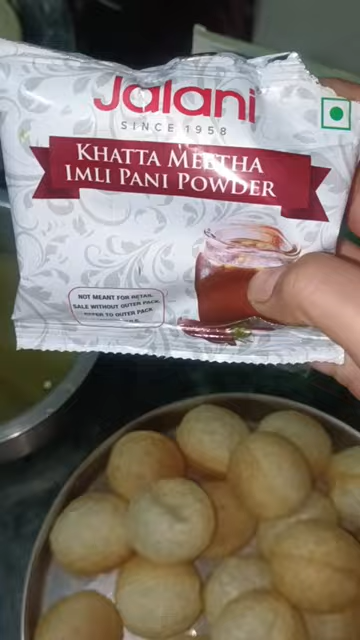 Jalani
SINCE 1958
KHATTA MEETHA
IMLI PANI POWDER
NOT MEANT FOR RETAIL
SALE WITHOUT OUTER PACK.
REFER TO OUTER PACK